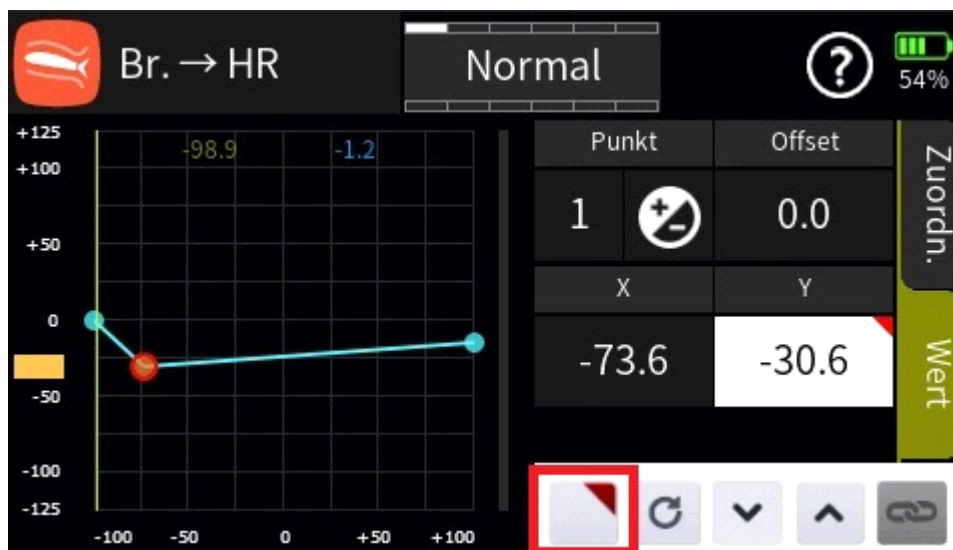 Br. → HR
Normal
?
54%
+125
+100
+50
0
-50
-100
-125
-98.9
-1.2
-100 -50 0 +50 +100
Punkt Offset
1 0.0
X Y
-73.6 -30.6
Zuordn.
Wert